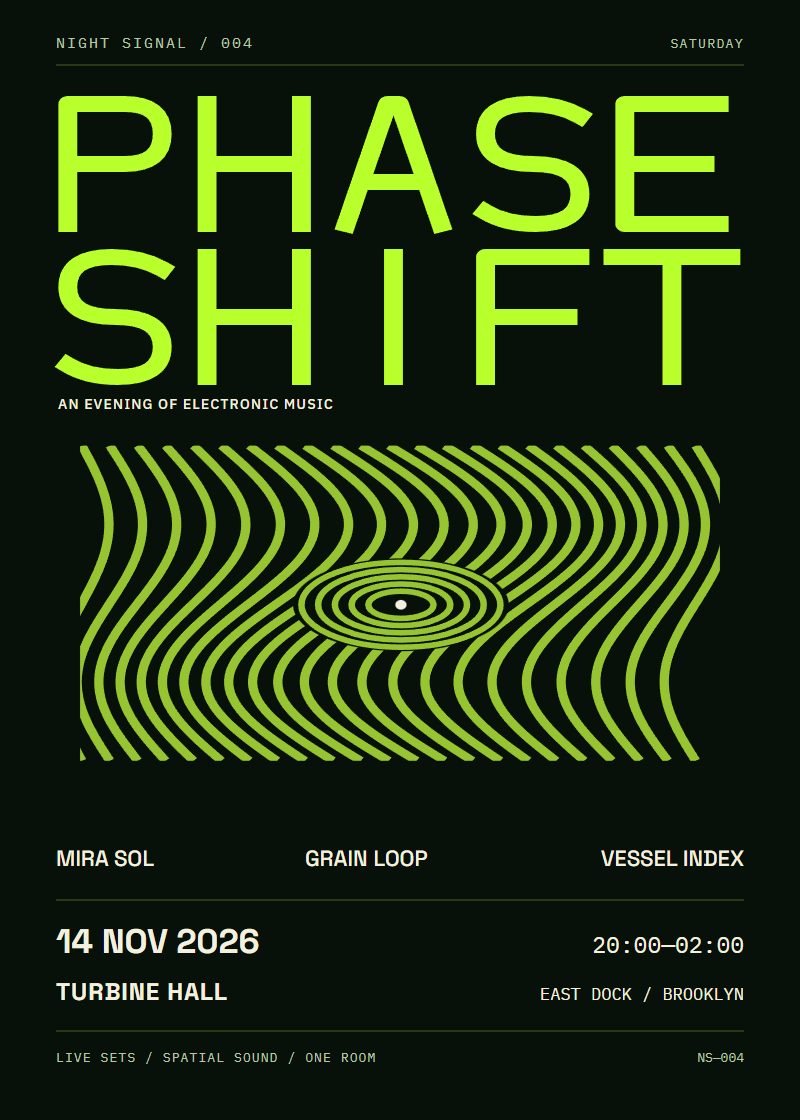 NIGHT SIGNAL / 004 SATURDAY
PHASE
SHIFT
AN EVENING OF ELECTRONIC MUSIC
MIRA SOL GRAIN LOOP VESSEL INDEX
14 NOV 2026 20:00—02:00
TURBINE HALL EAST DOCK / BROOKLYN
LIVE SETS / SPATIAL SOUND / ONE ROOM NS—004